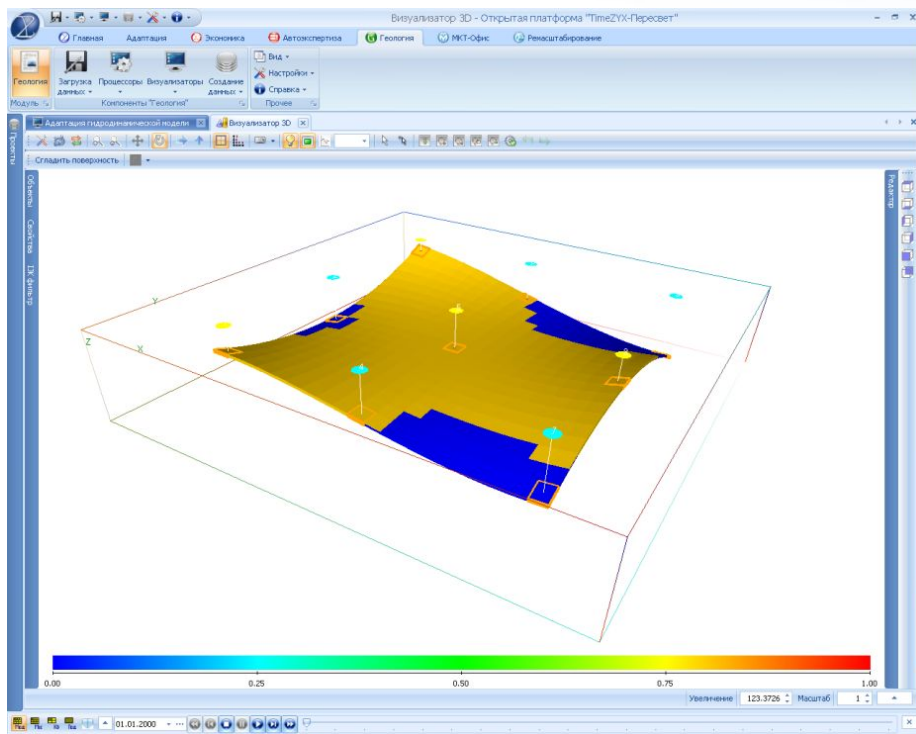 Визуализатор 3D - Открытая платформа "TimeZYX-Пересвет"
Главная Адаптация Экономика Автоэкспертиза Геология МКТ-Офис Ремасштабирование
Геология
Загрузка данных
Процессоры
Визуализаторы
Создание данных
Вид
Настройки
Справка
Модуль Компоненты "Геология" Прочее
Проекты
Адаптация гидродинамической модели Визуализатор 3D
Сгладить поверхность
Объекты
Свойства
IJK фильтр
Редактор
Y
X
Z
0.00 0.25 0.50 0.75 1.00
Увеличение 123.3726 Масштаб 1
01.01.2000